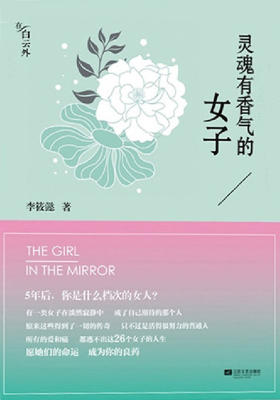 在
白云外
灵魂有香气的
女子
李筱懿 著
THE GIRL
IN THE MIRROR
5年后，你是什么档次的女人？
有一类女子在淡然寂静中 成了自己期待的那个人
原来这些得到了一切的传奇 只不过是活得很努力的普通人
所有的爱和痛 都逃不出这26个女子的人生
愿她们的命运 成为你的良药